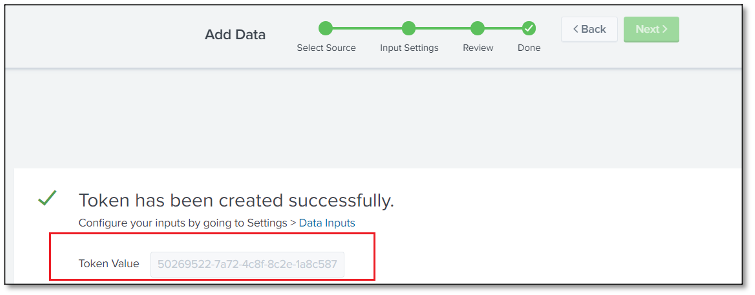 Add Data
Select Source
Input Settings
Review
Done
< Back
Next >
Token has been created successfully.
Configure your inputs by going to Settings > Data Inputs
Token Value 50269522-7a72-4c8f-8c2e-1a8c587